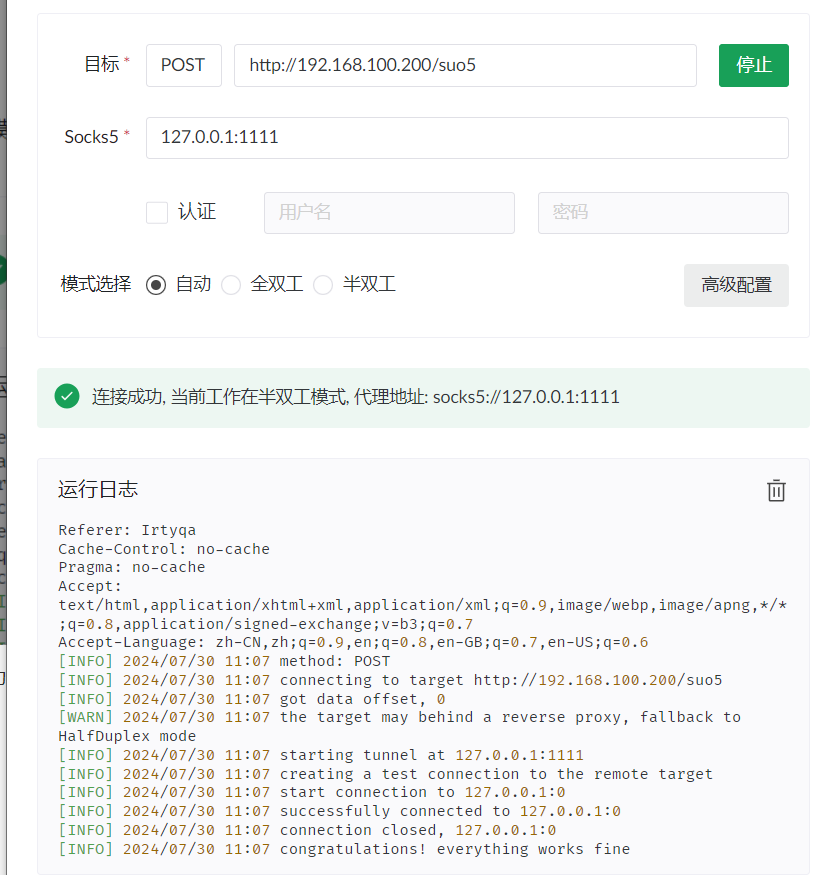 目标 * POST http://192.168.100.200/suo5 停止
Socks5 * 127.0.0.1:1111
认证 用户名 密码
模式选择 自动 全双工 半双工 高级配置
连接成功, 当前工作在半双工模式, 代理地址: socks5://127.0.0.1:1111
运行日志
Referer: Irtyqa
Cache-Control: no-cache
Pragma: no-cache
Accept:
text/html,application/xhtml+xml,application/xml;q=0.9,image/webp,image/apng,*/*
;q=0.8,application/signed-exchange;v=b3;q=0.7
Accept-Language: zh-CN,zh;q=0.9,en;q=0.8,en-GB;q=0.7,en-US;q=0.6
[INFO] 2024/07/30 11:07 method: POST
[INFO] 2024/07/30 11:07 connecting to target http://192.168.100.200/suo5
[INFO] 2024/07/30 11:07 got data offset, 0
[WARN] 2024/07/30 11:07 the target may behind a reverse proxy, fallback to
HalfDuplex mode
[INFO] 2024/07/30 11:07 starting tunnel at 127.0.0.1:1111
[INFO] 2024/07/30 11:07 creating a test connection to the remote target
[INFO] 2024/07/30 11:07 start connection to 127.0.0.1:0
[INFO] 2024/07/30 11:07 successfully connected to 127.0.0.1:0
[INFO] 2024/07/30 11:07 connection closed, 127.0.0.1:0
[INFO] 2024/07/30 11:07 congratulations! everything works fine